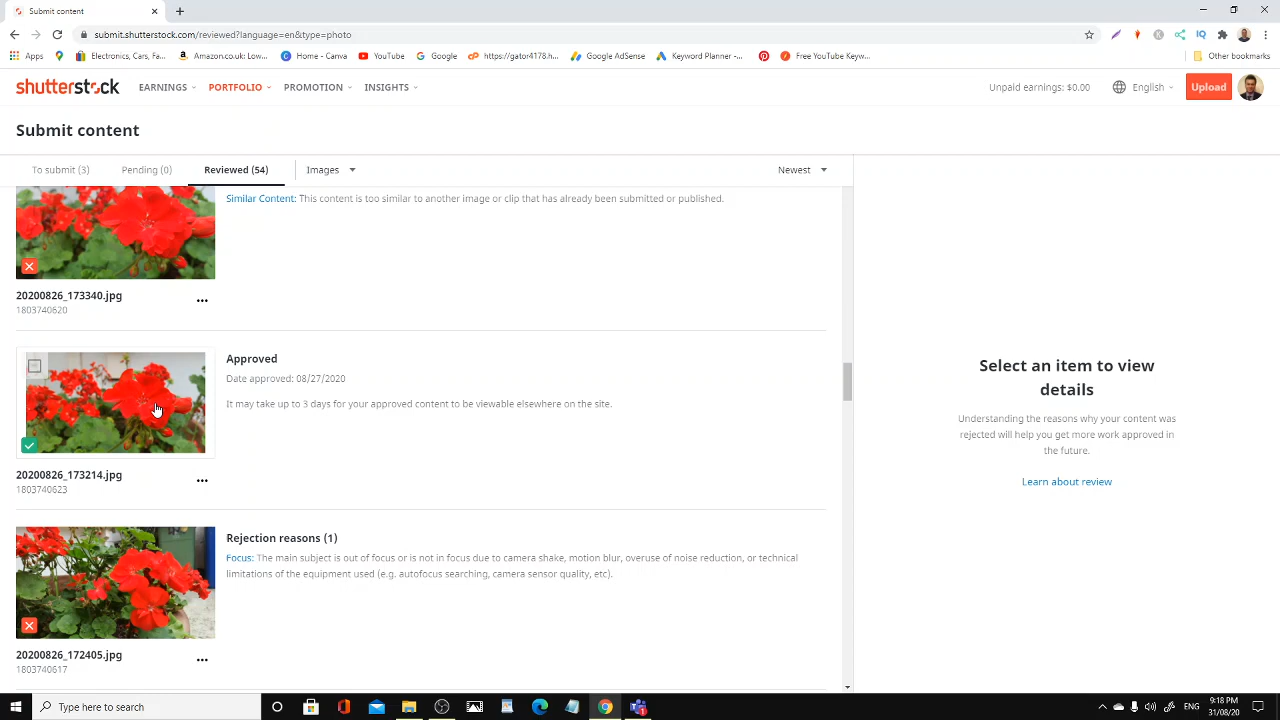 Submit content
submit.shutterstock.com/reviewed?language=en&type=photo
Apps
Electronics, Cars, Fa...
Amazon.co.uk: Low...
Home - Canva
YouTube
Google
https://gator4178.h...
Google AdSense
Keyword Planner -...
Free YouTube Keyw...
Other bookmarks
shutterstock
EARNINGS
PORTFOLIO
PROMOTION
INSIGHTS
Unpaid earnings: $0.00
English
Upload
Submit content
To submit (3)
Pending (0)
Reviewed (54)
Images
Newest
Similar Content: This content is too similar to another image or clip that has already been submitted or published.
20200826_173340.jpg
1803740620
Approved
Date approved: 08/27/2020
It may take up to 3 days for your approved content to be viewable elsewhere on the site.
20200826_173214.jpg
1803740623
Rejection reasons (1)
Focus: The main subject is out of focus or is not in focus due to camera shake, motion blur, overuse of noise reduction, or technical
limitations of the equipment used (e.g. autofocus searching, camera sensor quality, etc).
20200826_172405.jpg
1803740617
Select an item to view
details
Understanding the reasons why your content was
rejected will help you get more work approved in
the future.
Learn about review
Type here to search
9:18 PM
31/08/20